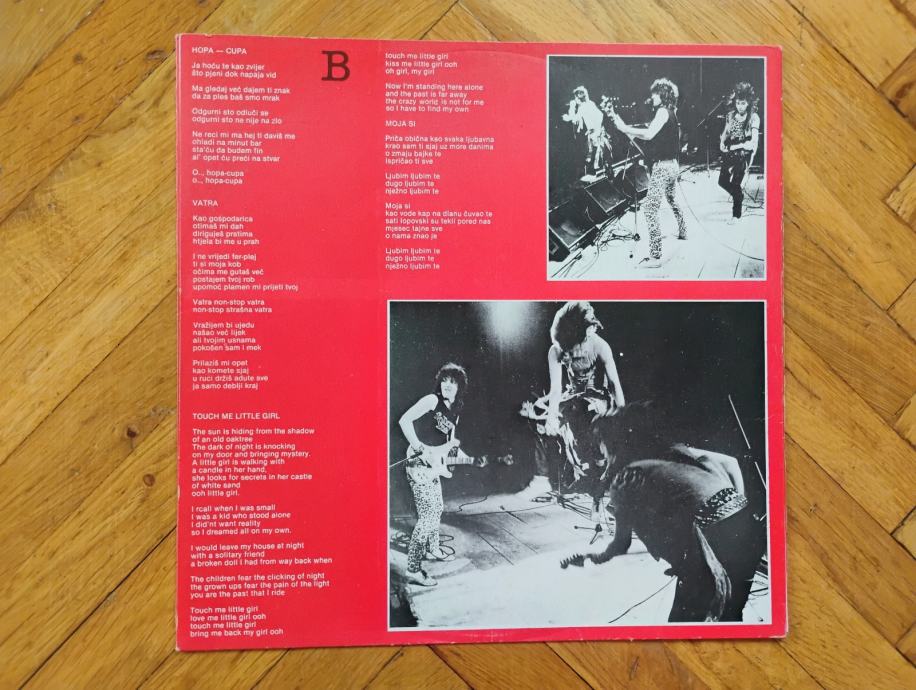 HOPA — CUPA
Ja hoću te kao zvijer
što pjeni dok napaja vid
Ma gledaj već dajem ti znak
da za ples baš smo mrak
Odgurni sto odluči se
odgurni sto ne nije na zlo
Ne reci mi ma hej ti daviš me
ohladi na minut bar
sta'ću da budem fin
al' opet ću preći na stvar
O.., hopa-cupa
o.., hopa-cupa
VATRA
Kao gospodarica
otimaš mi dah
diriguješ prstima
htjela bi me u prah
I ne vrijedi fer-plej
ti si moja kob
očima me gutaš već
postajem tvoj rob
upomoć plamen mi prijeti tvoj
Vatra non-stop vatra
non-stop strašna vatra
Vražijem bi ujedu
našao već lijek
ali tvojim usnama
pokošen sam i mek
Prilaziš mi opet
kao komete sjaj
u ruci držiš adute sve
ja samo deblji kraj
TOUCH ME LITTLE GIRL
The sun is hiding from the shadow
of an old oaktree
The dark of night is knocking
on my door and bringing mystery.
A little girl is walking with
a candle in her hand,
she looks for secrets in her castle
of white sand
ooh little girl.
I rcall when I was small
I was a kid who stood alone
I did'nt want reality
so I dreamed all on my own.
I would leave my house at night
with a solitary friend
a broken doll I had from way back when
The children fear the clicking of night
the grown ups fear the pain of the light
you are the past that I ride
Touch me little girl
love me little girl ooh
touch me little girl
bring me back my girl ooh
B
touch me little girl
kiss me little girl ooh
oh girl, my girl
Now I'm standing here alone
and the past is far away
the crazy world is not for me
so I have to find my own
MOJA SI
Priča obična kao svaka ljubavna
krao sam ti sjaj uz more danima
o zmaju bajke te
ispričao ti sve
Ljubim ljubim te
dugo ljubim te
nježno ljubim te
Moja si
kao vode kap na dlanu čuvao te
sati lopovski su tekli pored nas
mjesec tajne sve
o nama znao je
Ljubim ljubim te
dugo ljubim te
nježno ljubim te